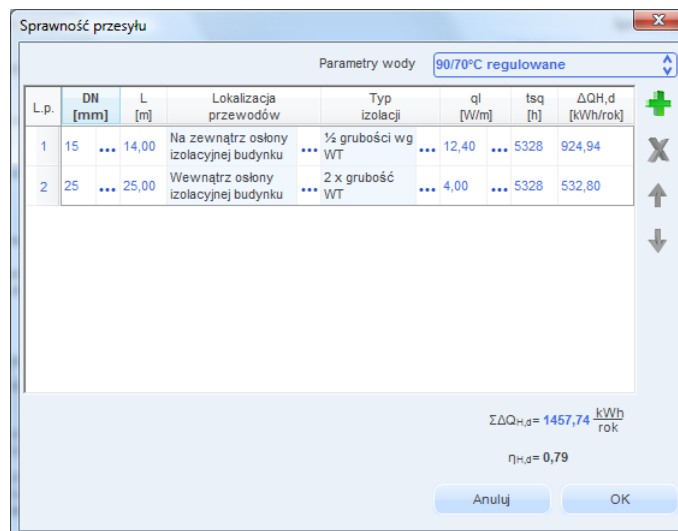 Sprawność przesyłu
x
Parametry wody 90/70°C regulowane
L.p. DN [mm] L [m] Lokalizacja przewodów Typ izolacji ql [W/m] tsq [h] ΔQH,d [kWh/rok]
1 15 ... 14,00 Na zewnątrz osłony izolacyjnej budynku ... ½ grubości wg WT ... 12,40 ... 5328 924,94
2 25 ... 25,00 Wewnątrz osłony izolacyjnej budynku ... 2 x grubość WT ... 4,00 ... 5328 532,80
ΣΔQH,d= 1457,74 kWh/rok
ηH,d= 0,79
Anuluj OK